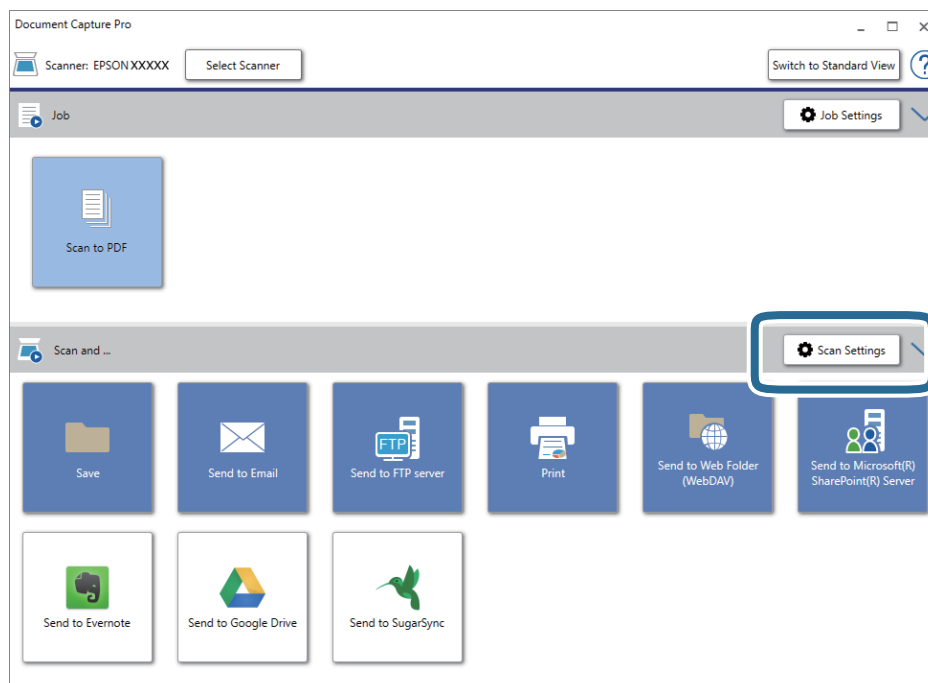 Document Capture Pro
Scanner: EPSON XXXXX
Select Scanner
Switch to Standard View
?
Job
Job Settings
Scan to PDF
Scan and ...
Scan Settings
Save
Send to Email
FTP
Send to FTP server
Print
Send to Web Folder
(WebDAV)
Send to Microsoft(R)
SharePoint(R) Server
Send to Evernote
Send to Google Drive
Send to SugarSync